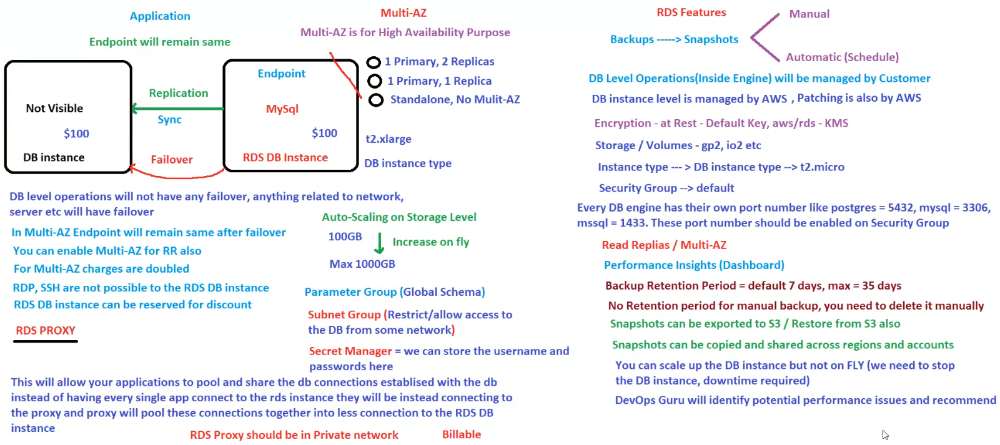 Application
Endpoint will remain same
Multi-AZ
Multi-AZ is for High Availability Purpose
Not Visible
$100
DB instance
Replication
Sync
Failover
Endpoint
MySql
$100
RDS DB Instance
1 Primary, 2 Replicas
1 Primary, 1 Replica
Standalone, No Mulit-AZ
t2.xlarge
DB instance type
DB level operations will not have any failover, anything related to network,
server etc will have failover
In Multi-AZ Endpoint will remain same after failover
You can enable Multi-AZ for RR also
For Multi-AZ charges are doubled
RDP, SSH are not possible to the RDS DB instance
RDS DB instance can be reserved for discount
RDS PROXY
Auto-Scaling on Storage Level
100GB
Increase on fly
Max 1000GB
Parameter Group (Global Schema)
Subnet Group (Restrict/allow access to
the DB from some network)
Secret Manager = we can store the username and
passwords here
This will allow your applications to pool and share the db connections establised with the db
instead of having every single app connect to the rds instance they will be instead connecting to
the proxy and proxy will pool these connections together into less connection to the RDS DB
instance
RDS Proxy should be in Private network
Billable
RDS Features
Backups -----> Snapshots
Manual
Automatic (Schedule)
DB Level Operations(Inside Engine) will be managed by Customer
DB instance level is managed by AWS , Patching is also by AWS
Encryption - at Rest - Default Key, aws/rds - KMS
Storage / Volumes - gp2, io2 etc
Instance type --- > DB instance type --> t2.micro
Security Group --> default
Every DB engine has their own port number like postgres = 5432, mysql = 3306,
mssql = 1433. These port number should be enabled on Security Group
Read Replias / Multi-AZ
Performance Insights (Dashboard)
Backup Retention Period = default 7 days, max = 35 days
No Retention period for manual backup, you need to delete it manually
Snapshots can be exported to S3 / Restore from S3 also
Snapshots can be copied and shared across regions and accounts
You can scale up the DB instance but not on FLY (we need to stop
the DB instance, downtime required)
DevOps Guru will identify potential performance issues and recommend